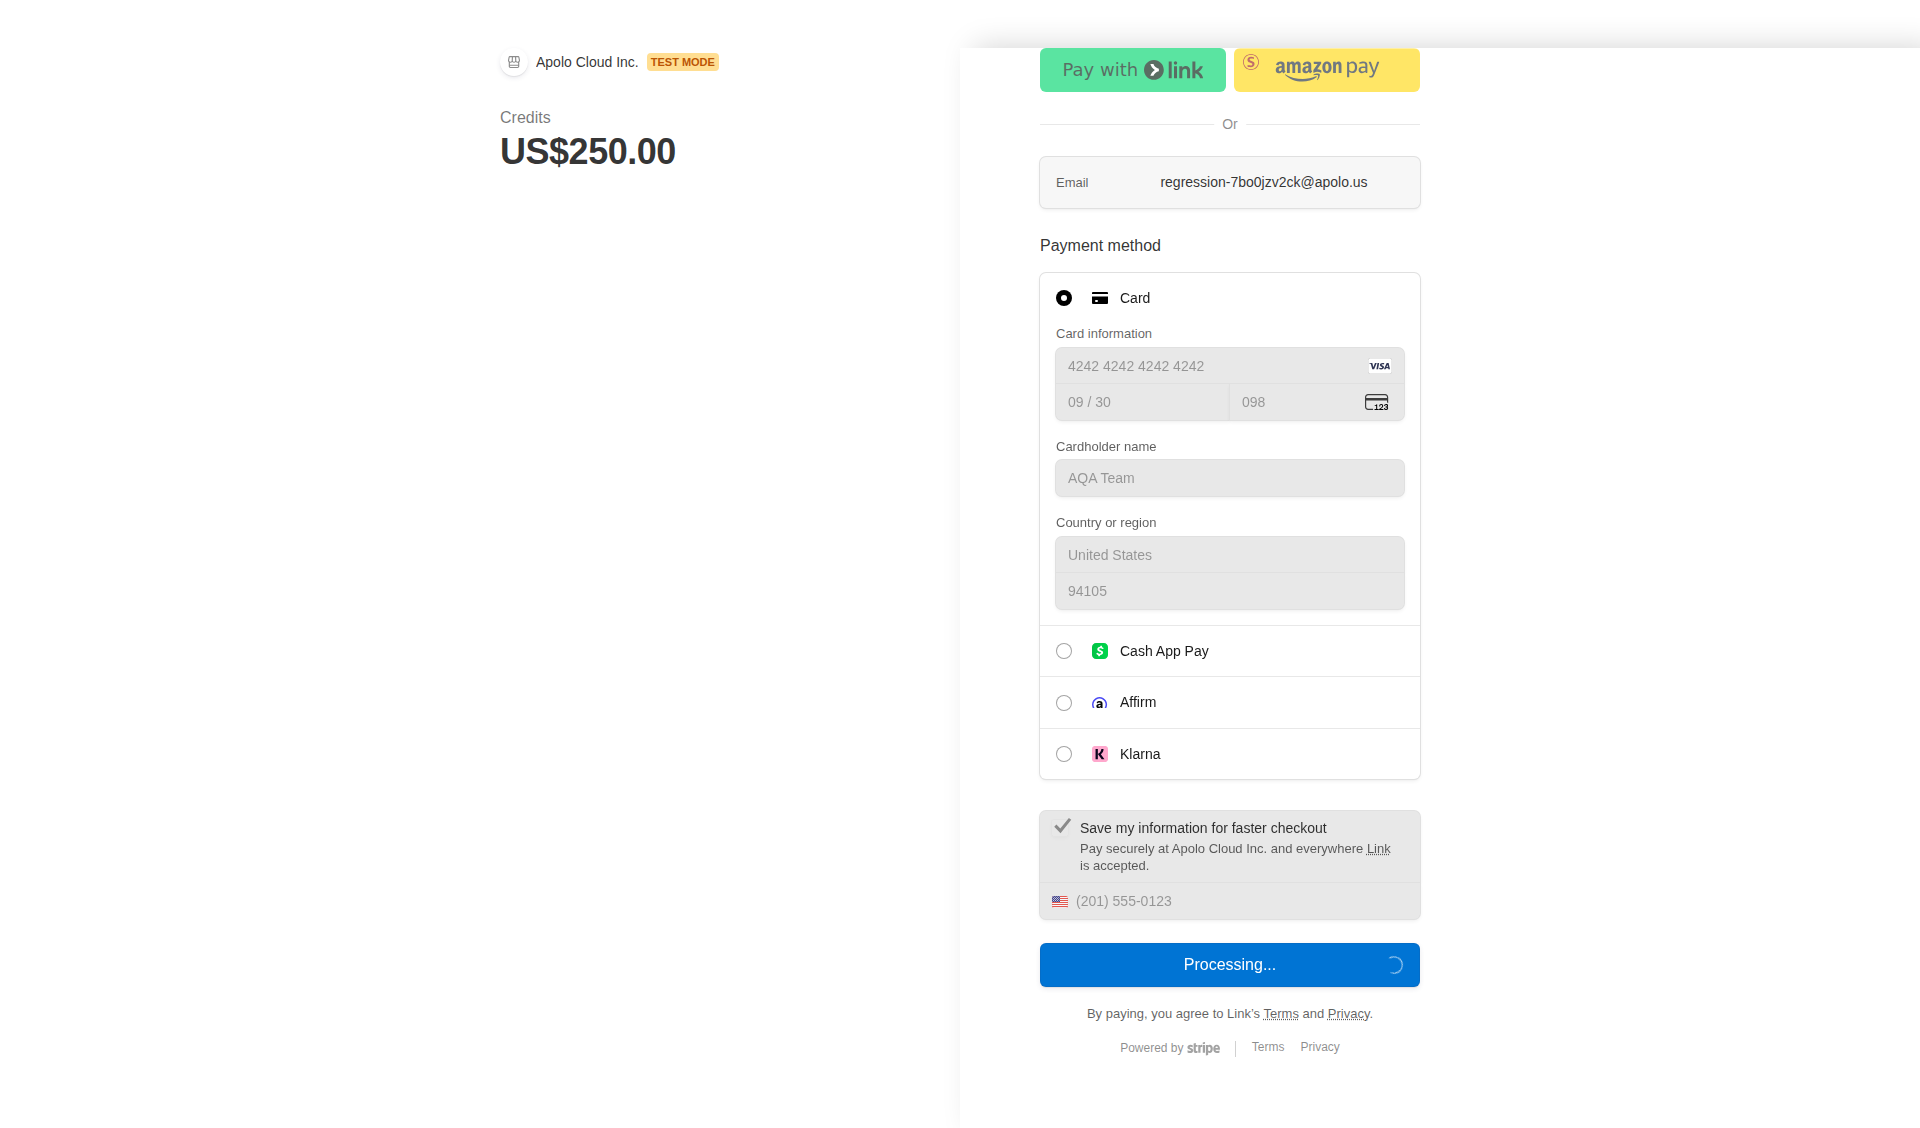 Apolo Cloud Inc. TEST MODE
Credits
US$250.00
Pay with link
S amazon pay
Or
Email regression-7bo0jzv2ck@apolo.us
Payment method
Card
Card information
4242 4242 4242 4242 VISA
09 / 30 098 123
Cardholder name
AQA Team
Country or region
United States
94105
$ Cash App Pay
a Affirm
K Klarna
Save my information for faster checkout
Pay securely at Apolo Cloud Inc. and everywhere Link
is accepted.
(201) 555-0123
Processing...
By paying, you agree to Link’s Terms and Privacy.
Powered by stripe Terms Privacy